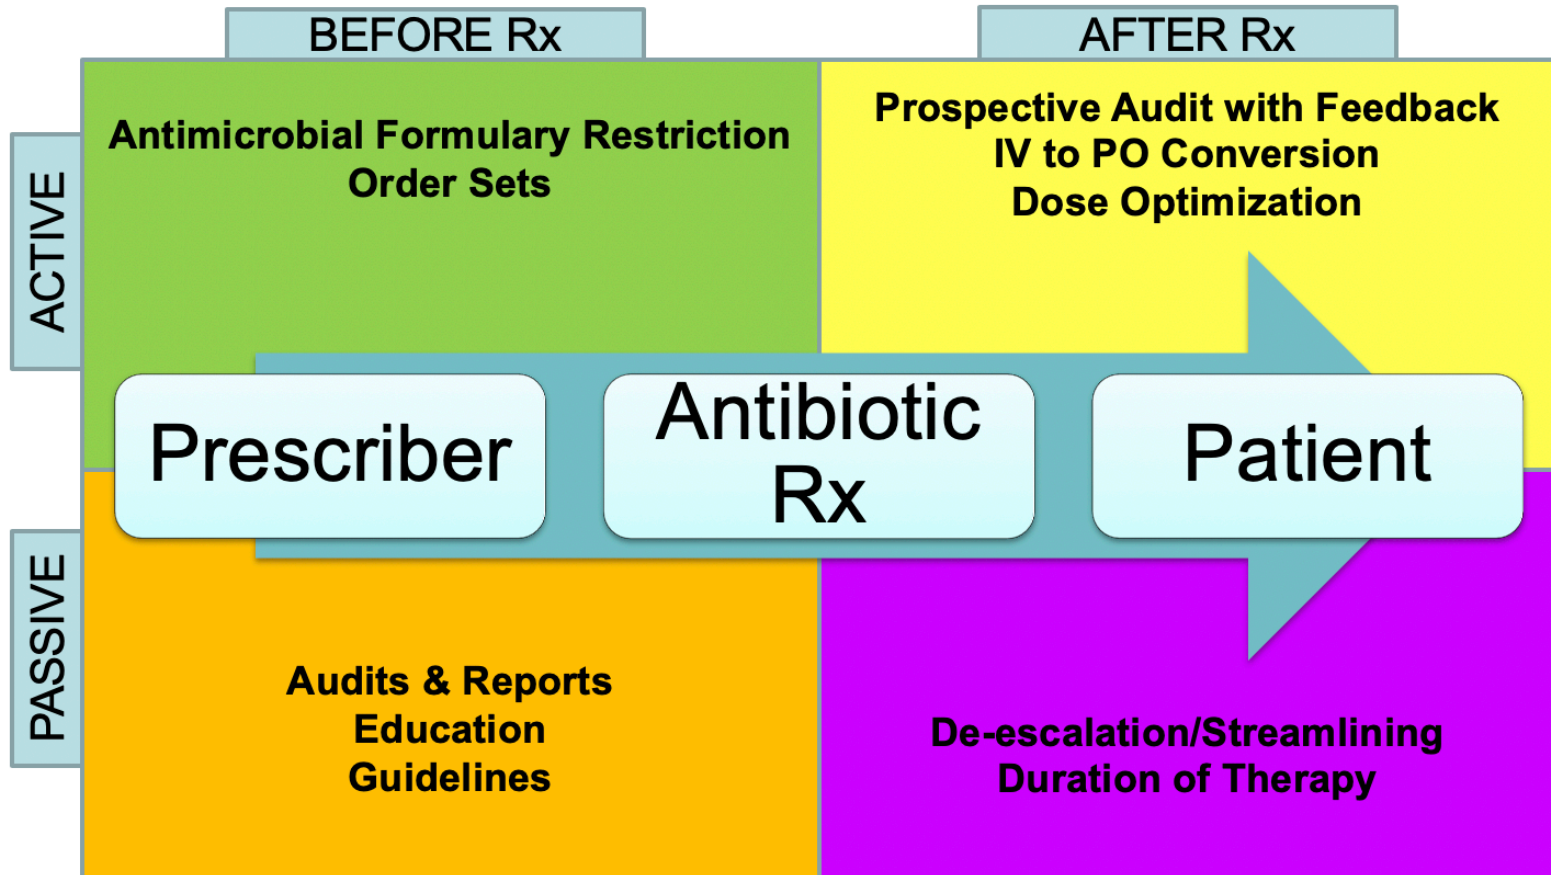 BEFORE Rx
AFTER Rx
ACTIVE
Antimicrobial Formulary Restriction
Order Sets
Prospective Audit with Feedback
IV to PO Conversion
Dose Optimization
Prescriber
Antibiotic
Rx
Patient
PASSIVE
Audits & Reports
Education
Guidelines
De-escalation/Streamlining
Duration of Therapy